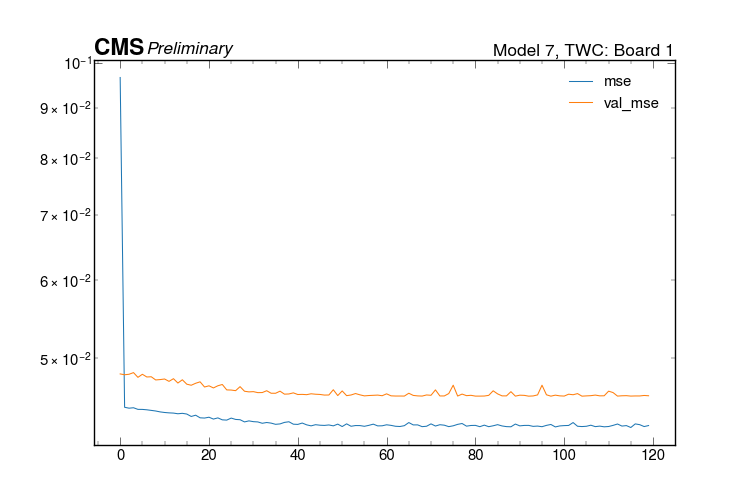 CMS Preliminary
Model 7, TWC: Board 1
10⁻¹
9 × 10⁻²
8 × 10⁻²
7 × 10⁻²
6 × 10⁻²
5 × 10⁻²
mse
val_mse
0 20 40 60 80 100 120